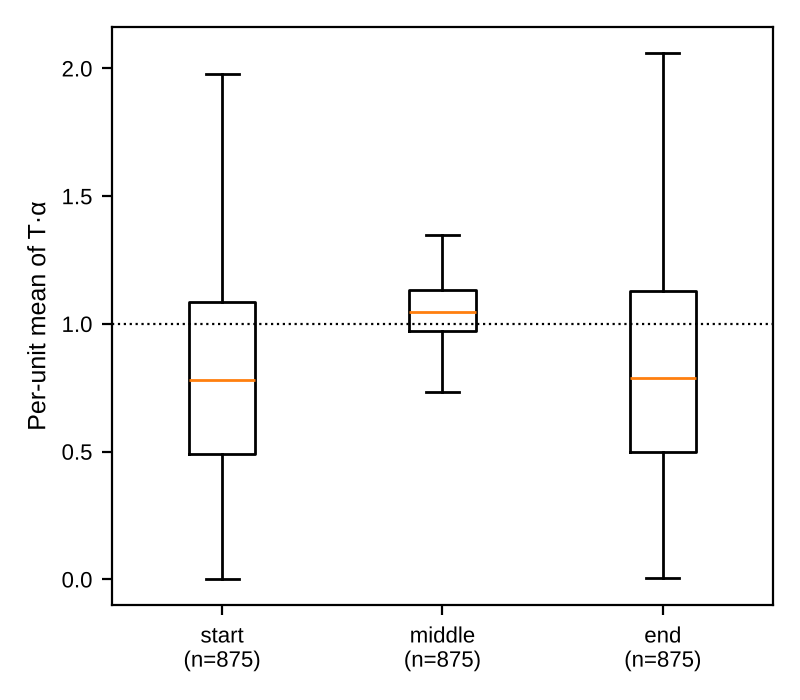 Per-unit mean of T·α
2.0
1.5
1.0
0.5
0.0
start
(n=875)
middle
(n=875)
end
(n=875)